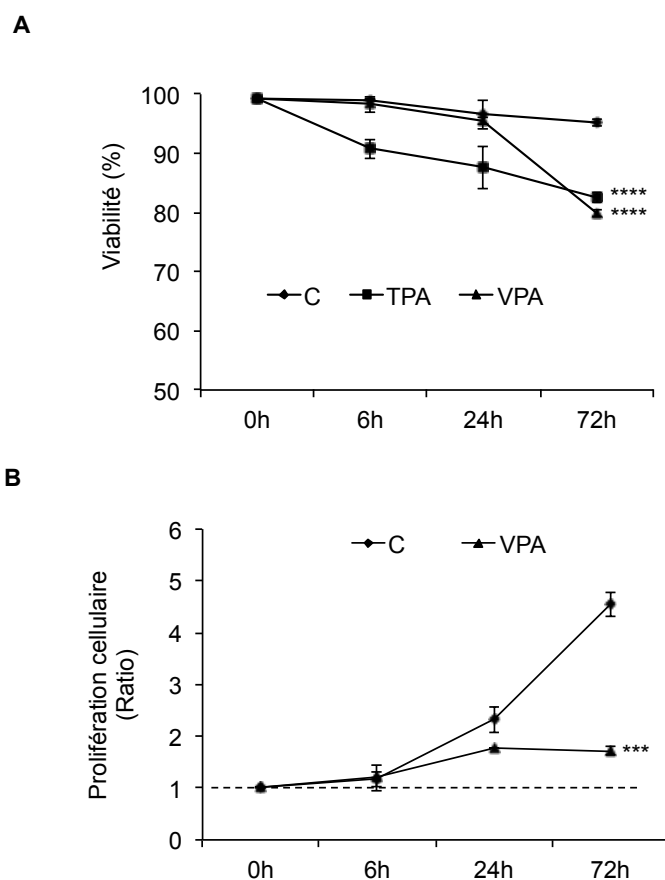 A
100
90
80
70
60
50
Viabilité (%)
C TPA VPA
****
****
0h 6h 24h 72h
B
6
5
4
3
2
1
0
Prolifération cellulaire
(Ratio)
C VPA
***
0h 6h 24h 72h